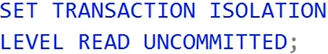 SET TRANSACTION ISOLATION
LEVEL READ UNCOMMITTED;